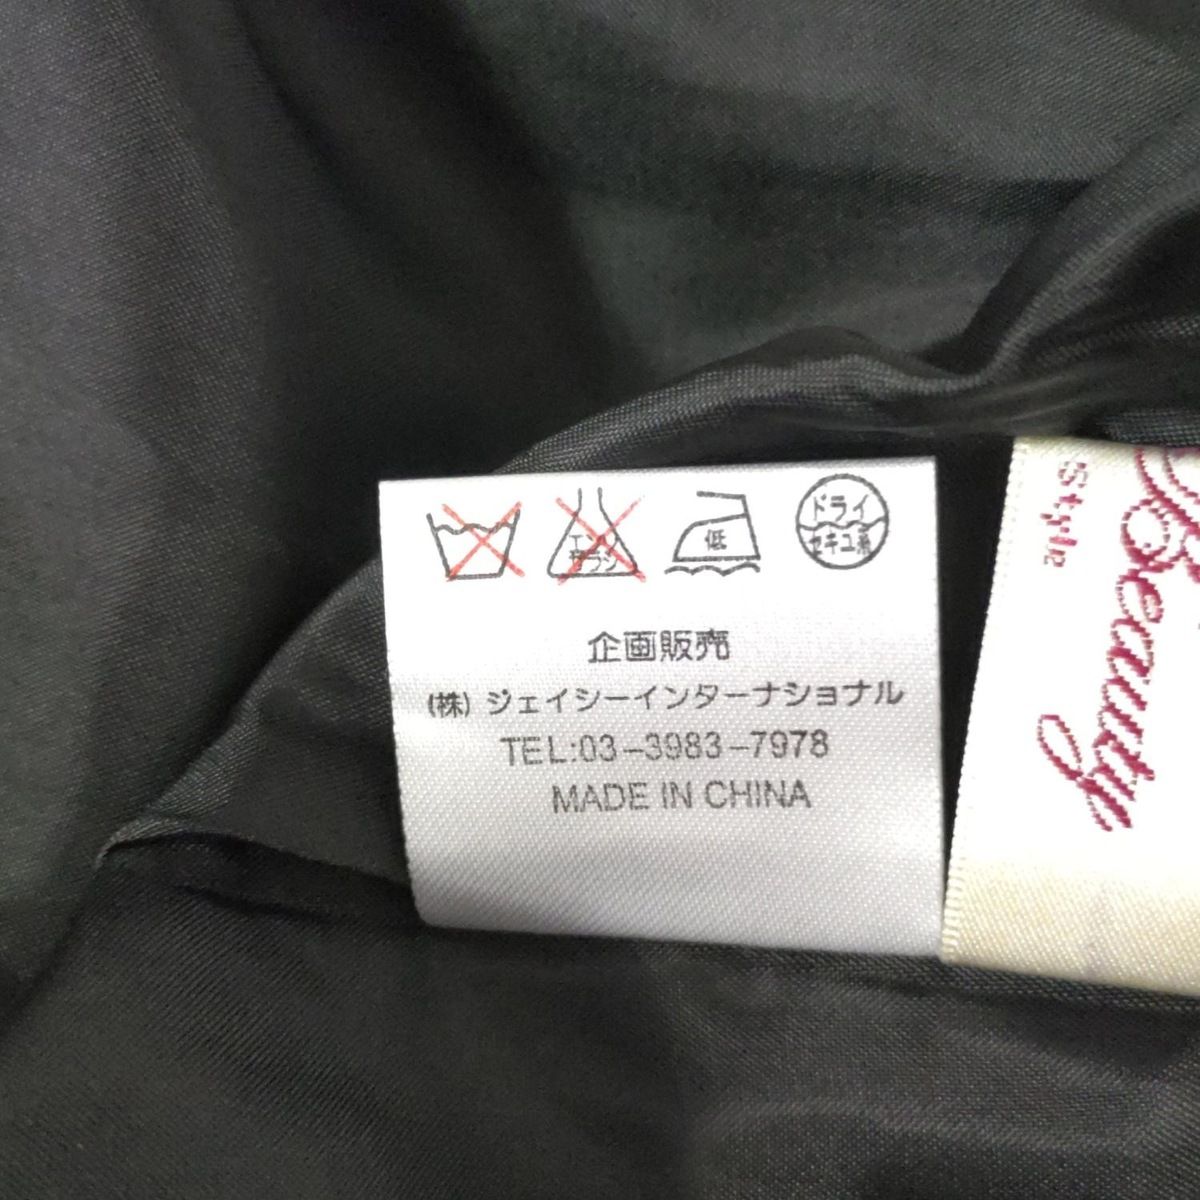 エンソ
サラシ
低
ドライ
セキユ系
企画販売
(株) ジェイシーインターナショナル
TEL:03-3983-7978
MADE IN CHINA
Style
Beauty